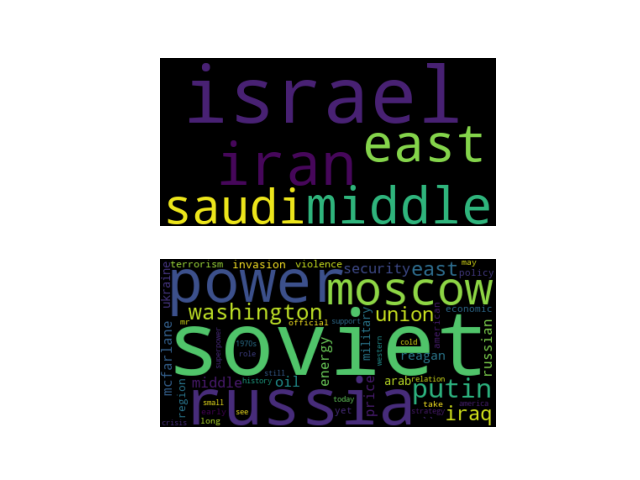 israel
east
iran
saudi middle
terrorism invasion violence security east may policy
ukraine power moscow
washington union economic
mr official support military american
soviet
superpower 1970s role cold western reagan russian
mcfarlane energy
still
middle history oil arab relation putin
region russia price
small today take america
early see yet strategy iraq
long
crisis